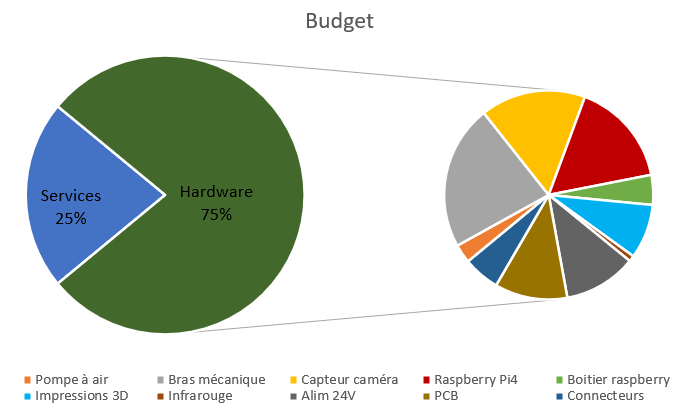 Budget
Services
25%
Hardware
75%
Pompe à air Bras mécanique Capteur caméra Raspberry Pi4 Boitier raspberry
Impressions 3D Infrarouge Alim 24V PCB Connecteurs